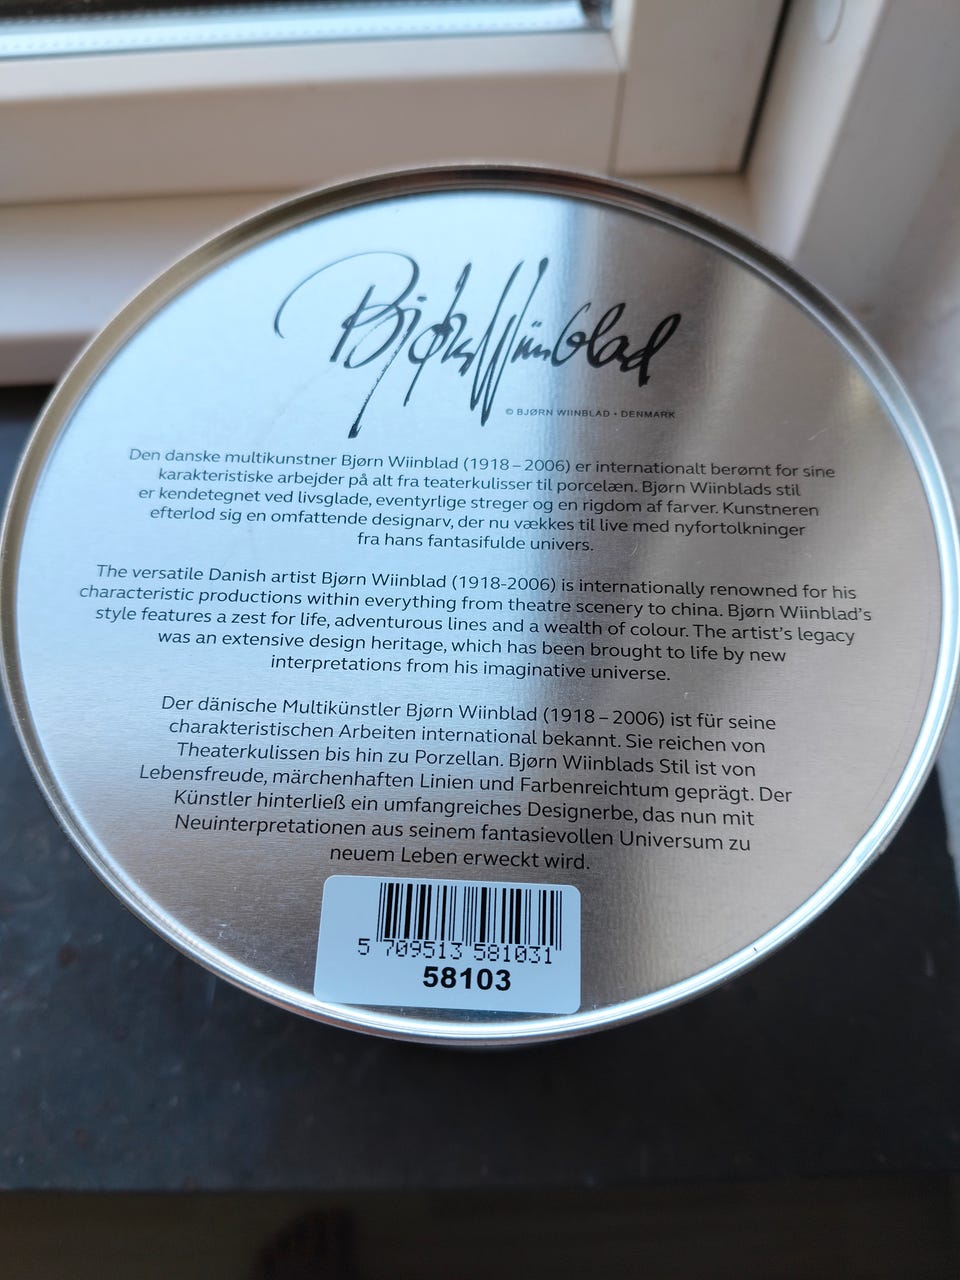 Bjørn Wiinblad
© BJØRN WIINBLAD • DENMARK
Den danske multikunstner Bjørn Wiinblad (1918 – 2006) er internationalt berømt for sine
karakteristiske arbejder på alt fra teaterkulisser til porcelæn. Bjørn Wiinblads stil
er kendetegnet ved livsglade, eventyrlige streger og en rigdom af farver. Kunstneren
efterlod sig en omfattende designarv, der nu vækkes til live med nyfortolkninger
fra hans fantasifulde univers.
The versatile Danish artist Bjørn Wiinblad (1918-2006) is internationally renowned for his
characteristic productions within everything from theatre scenery to china. Bjørn Wiinblad's
style features a zest for life, adventurous lines and a wealth of colour. The artist's legacy
was an extensive design heritage, which has been brought to life by new
interpretations from his imaginative universe.
Der dänische Multikünstler Bjørn Wiinblad (1918 – 2006) ist für seine
charakteristischen Arbeiten international bekannt. Sie reichen von
Theaterkulissen bis hin zu Porzellan. Bjørn Wiinblads Stil ist von
Lebensfreude, märchenhaften Linien und Farbenreichtum geprägt. Der
Künstler hinterließ ein umfangreiches Designerbe, das nun mit
Neuinterpretationen aus seinem fantasievollen Universum zu
neuem Leben erweckt wird.
5 709513 581031
58103